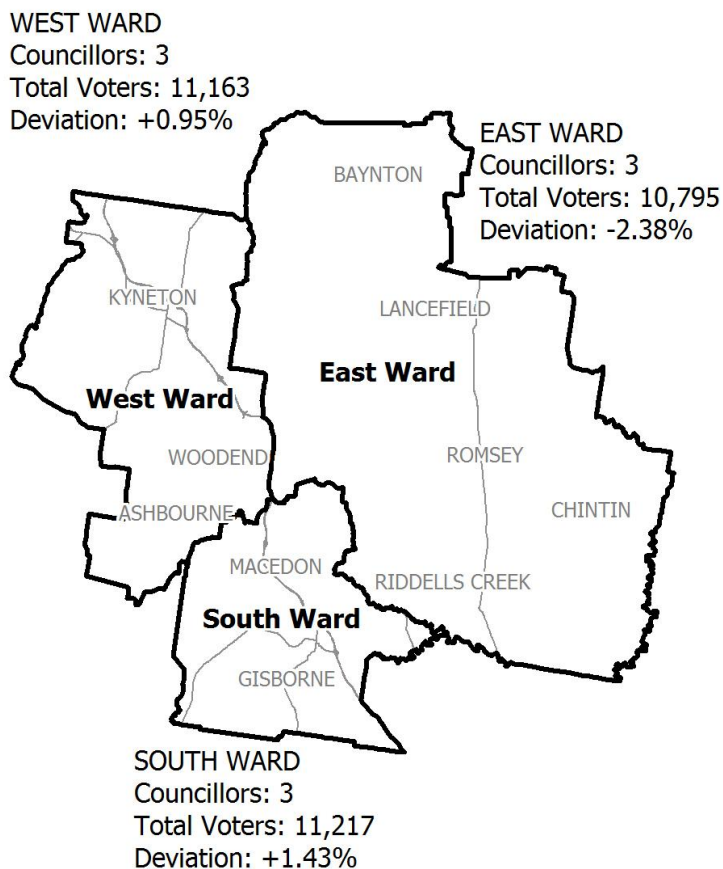 WEST WARD
Councillors: 3
Total Voters: 11,163
Deviation: +0.95%
EAST WARD
Councillors: 3
Total Voters: 10,795
Deviation: -2.38%
BAYNTON
KYNETON
LANCEFIELD
East Ward
West Ward
WOODEND
ROMSEY
ASHBOURNE
CHINTIN
MACEDON
RIDDELLS CREEK
South Ward
GISBORNE
SOUTH WARD
Councillors: 3
Total Voters: 11,217
Deviation: +1.43%